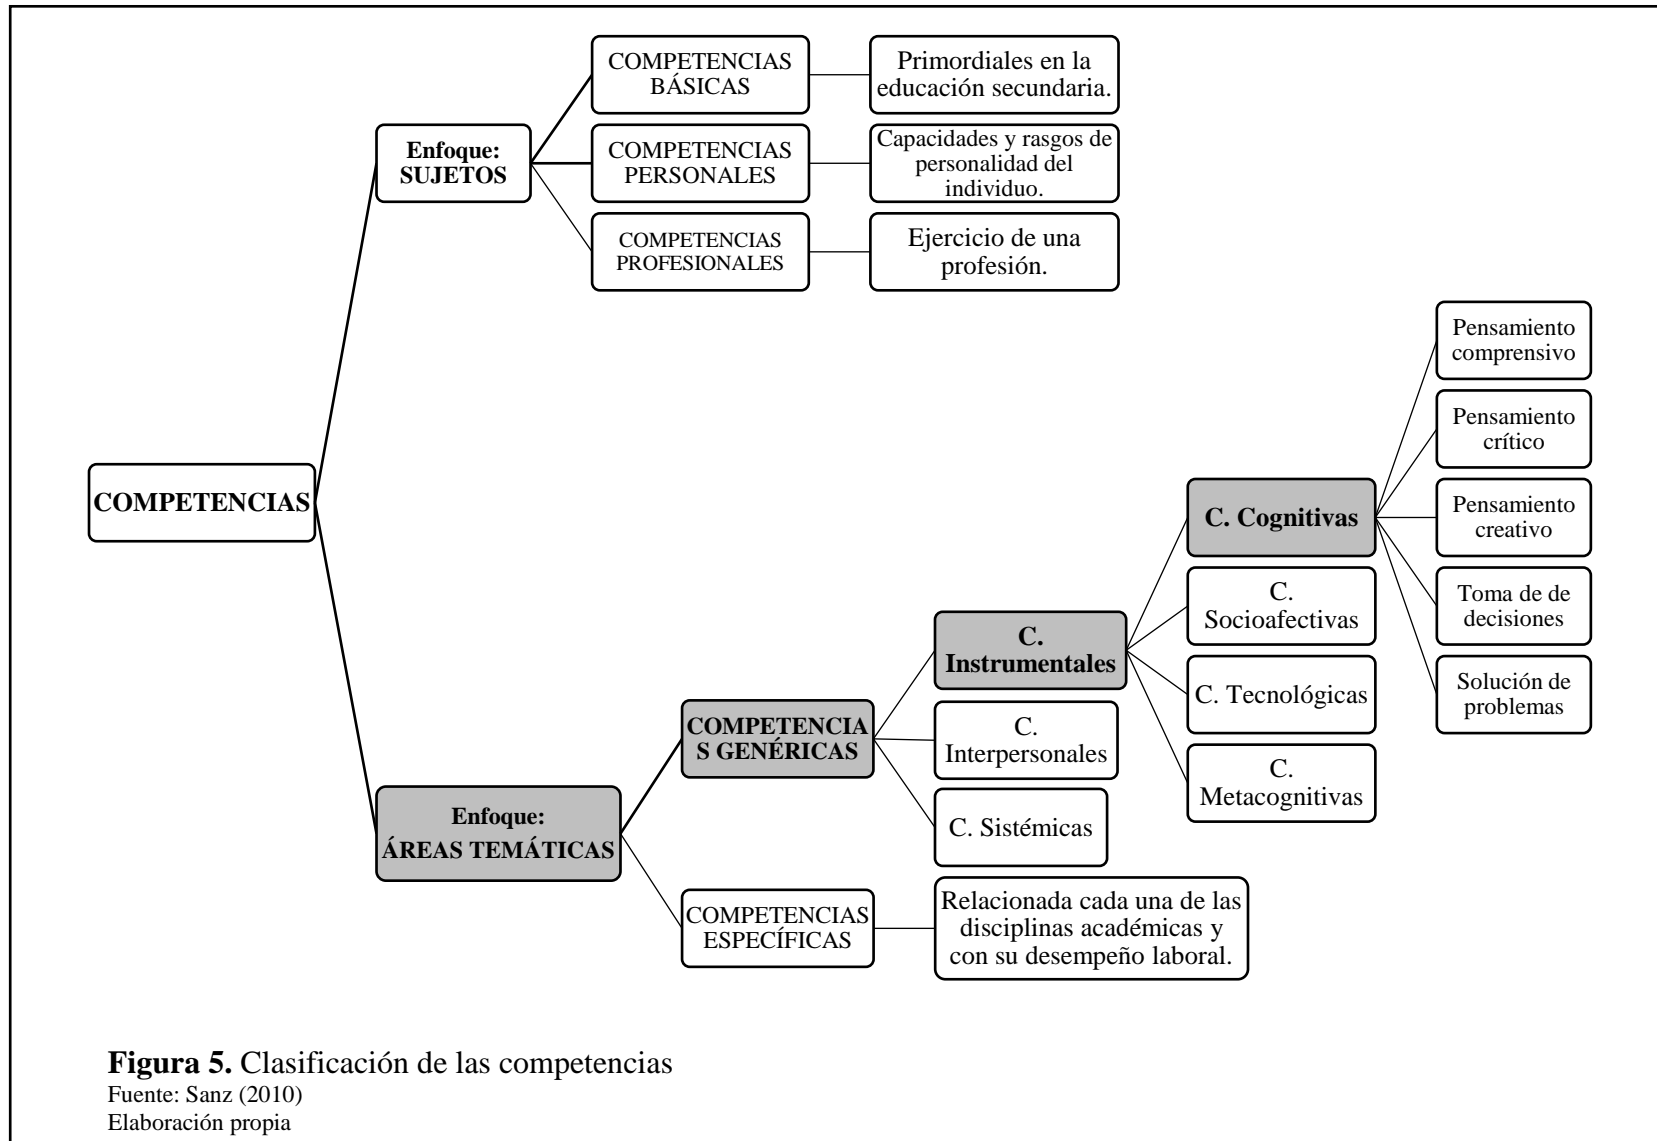 COMPETENCIAS
Enfoque:
SUJETOS
COMPETENCIAS
BÁSICAS
Primordiales en la
educación secundaria.
COMPETENCIAS
PERSONALES
Capacidades y rasgos de
personalidad del
individuo.
COMPETENCIAS
PROFESIONALES
Ejercicio de una
profesión.
Enfoque:
ÁREAS TEMÁTICAS
COMPETENCIA
S GENÉRICAS
C.
Instrumentales
C. Cognitivas
Pensamiento
comprensivo
Pensamiento
crítico
Pensamiento
creativo
Toma de de
decisiones
Solución de
problemas
C.
Socioafectivas
C. Tecnológicas
C.
Metacognitivas
C.
Interpersonales
C. Sistémicas
COMPETENCIAS
ESPECÍFICAS
Relacionada cada una de las
disciplinas académicas y
con su desempeño laboral.
Figura 5. Clasificación de las competencias
Fuente: Sanz (2010)
Elaboración propia